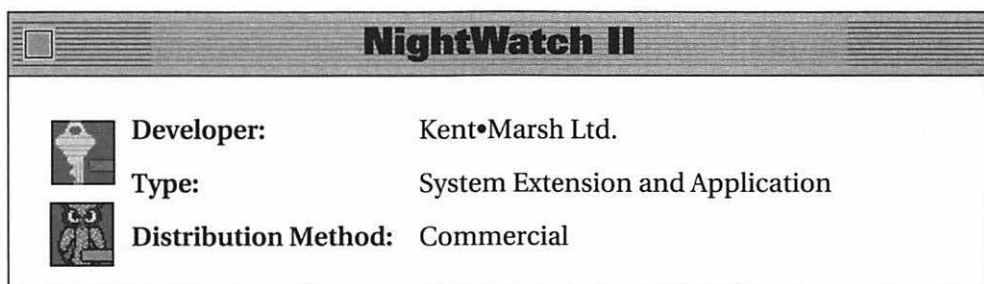 NightWatch II
Developer: Kent•Marsh Ltd.
Type: System Extension and Application
Distribution Method: Commercial